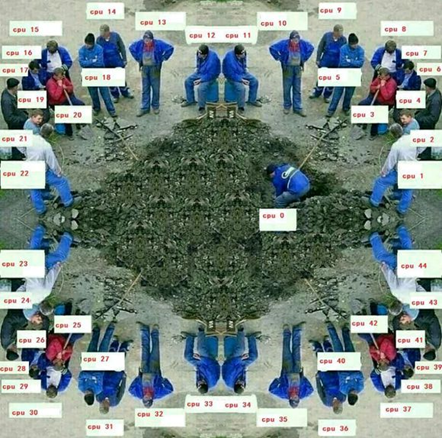 cpu 14
cpu 9
cpu 13
cpu 10
cpu 15
cpu 8
cpu 12
cpu 11
cpu 16
cpu 7
cpu 17
cpu 18
cpu 5
cpu 6
cpu 19
cpu 4
cpu 20
cpu 3
cpu 21
cpu 2
cpu 22
cpu 1
cpu 0
cpu 23
cpu 44
cpu 24
cpu 43
cpu 25
cpu 42
cpu 26
cpu 41
cpu 27
cpu 40
cpu 28
cpu 39
cpu 29
cpu 38
cpu 33
cpu 34
cpu 30
cpu 37
cpu 32
cpu 35
cpu 31
cpu 36